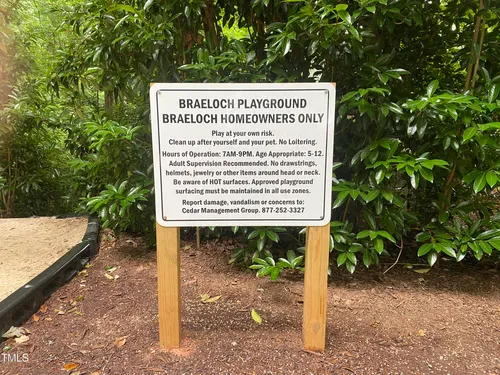 BRAELOCH PLAYGROUND
BRAELOCH HOMEOWNERS ONLY
Play at your own risk.
Clean up after yourself and your pet. No Loitering.
Hours of Operation: 7AM-9PM. Age Appropriate: 5-12.
Adult Supervision Recommended. No drawstrings,
helmets, jewelry or other items around head or neck.
Be aware of HOT surfaces. Approved playground
surfacing must be maintained in all use zones.
Report damage, vandalism or concerns to:
Cedar Management Group. 877-252-3327
TMLS